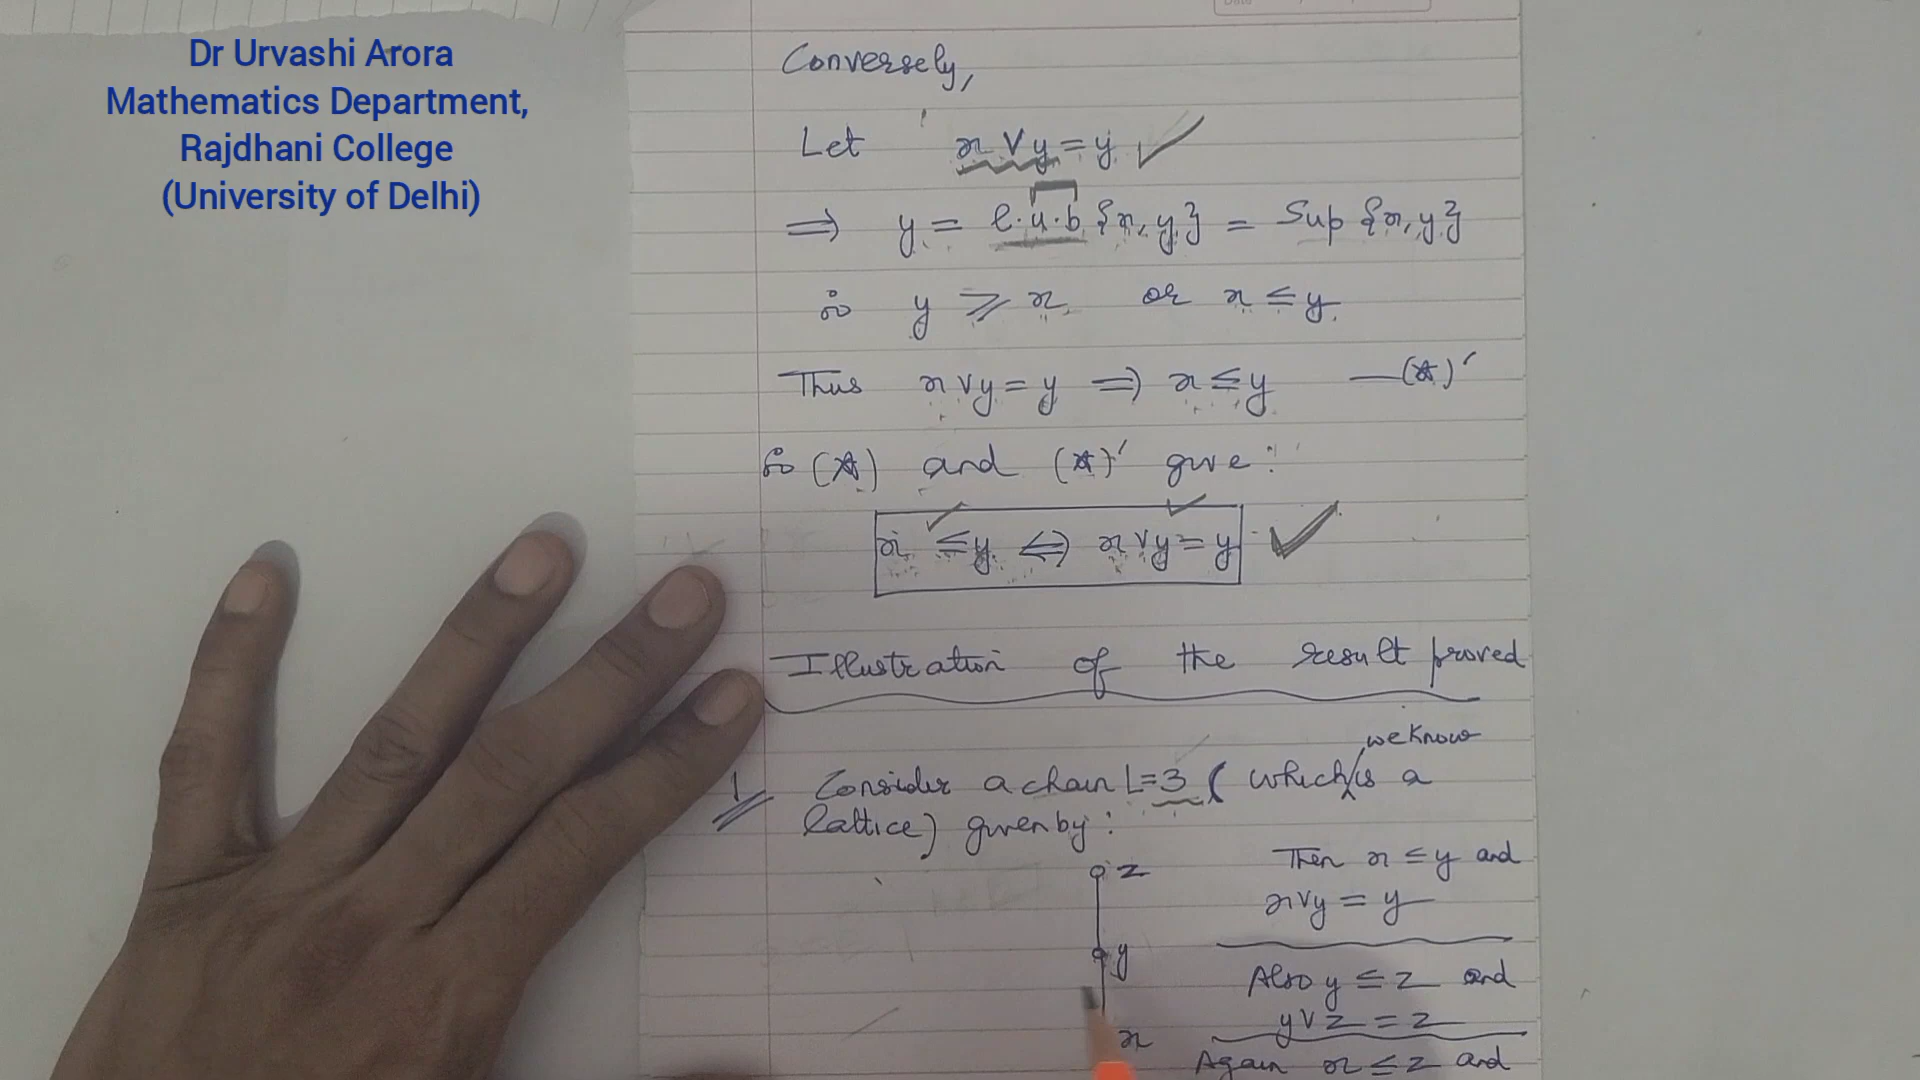 Dr Urvashi Arora
Mathematics Department,
Rajdhani College
(University of Delhi)
Conversely,
Let x ∨ y = y ✓
⟹ y = l.u.b {x, y} = Sup {x, y}
So y ⩾ x or x ≤ y.
Thus x ∨ y = y ⟹ x ≤ y —(☆)′
So (☆) and (☆)′ give:
x ≤ y ⟺ x ∨ y = y ✓
Illustration of the result proved
we know
1 Consider a chain L=3 (which is a
lattice) given by:
z
y
x
Then x ≤ y and
x ∨ y = y
Also y ≤ z and
y ∨ z = z
Again x ≤ z and